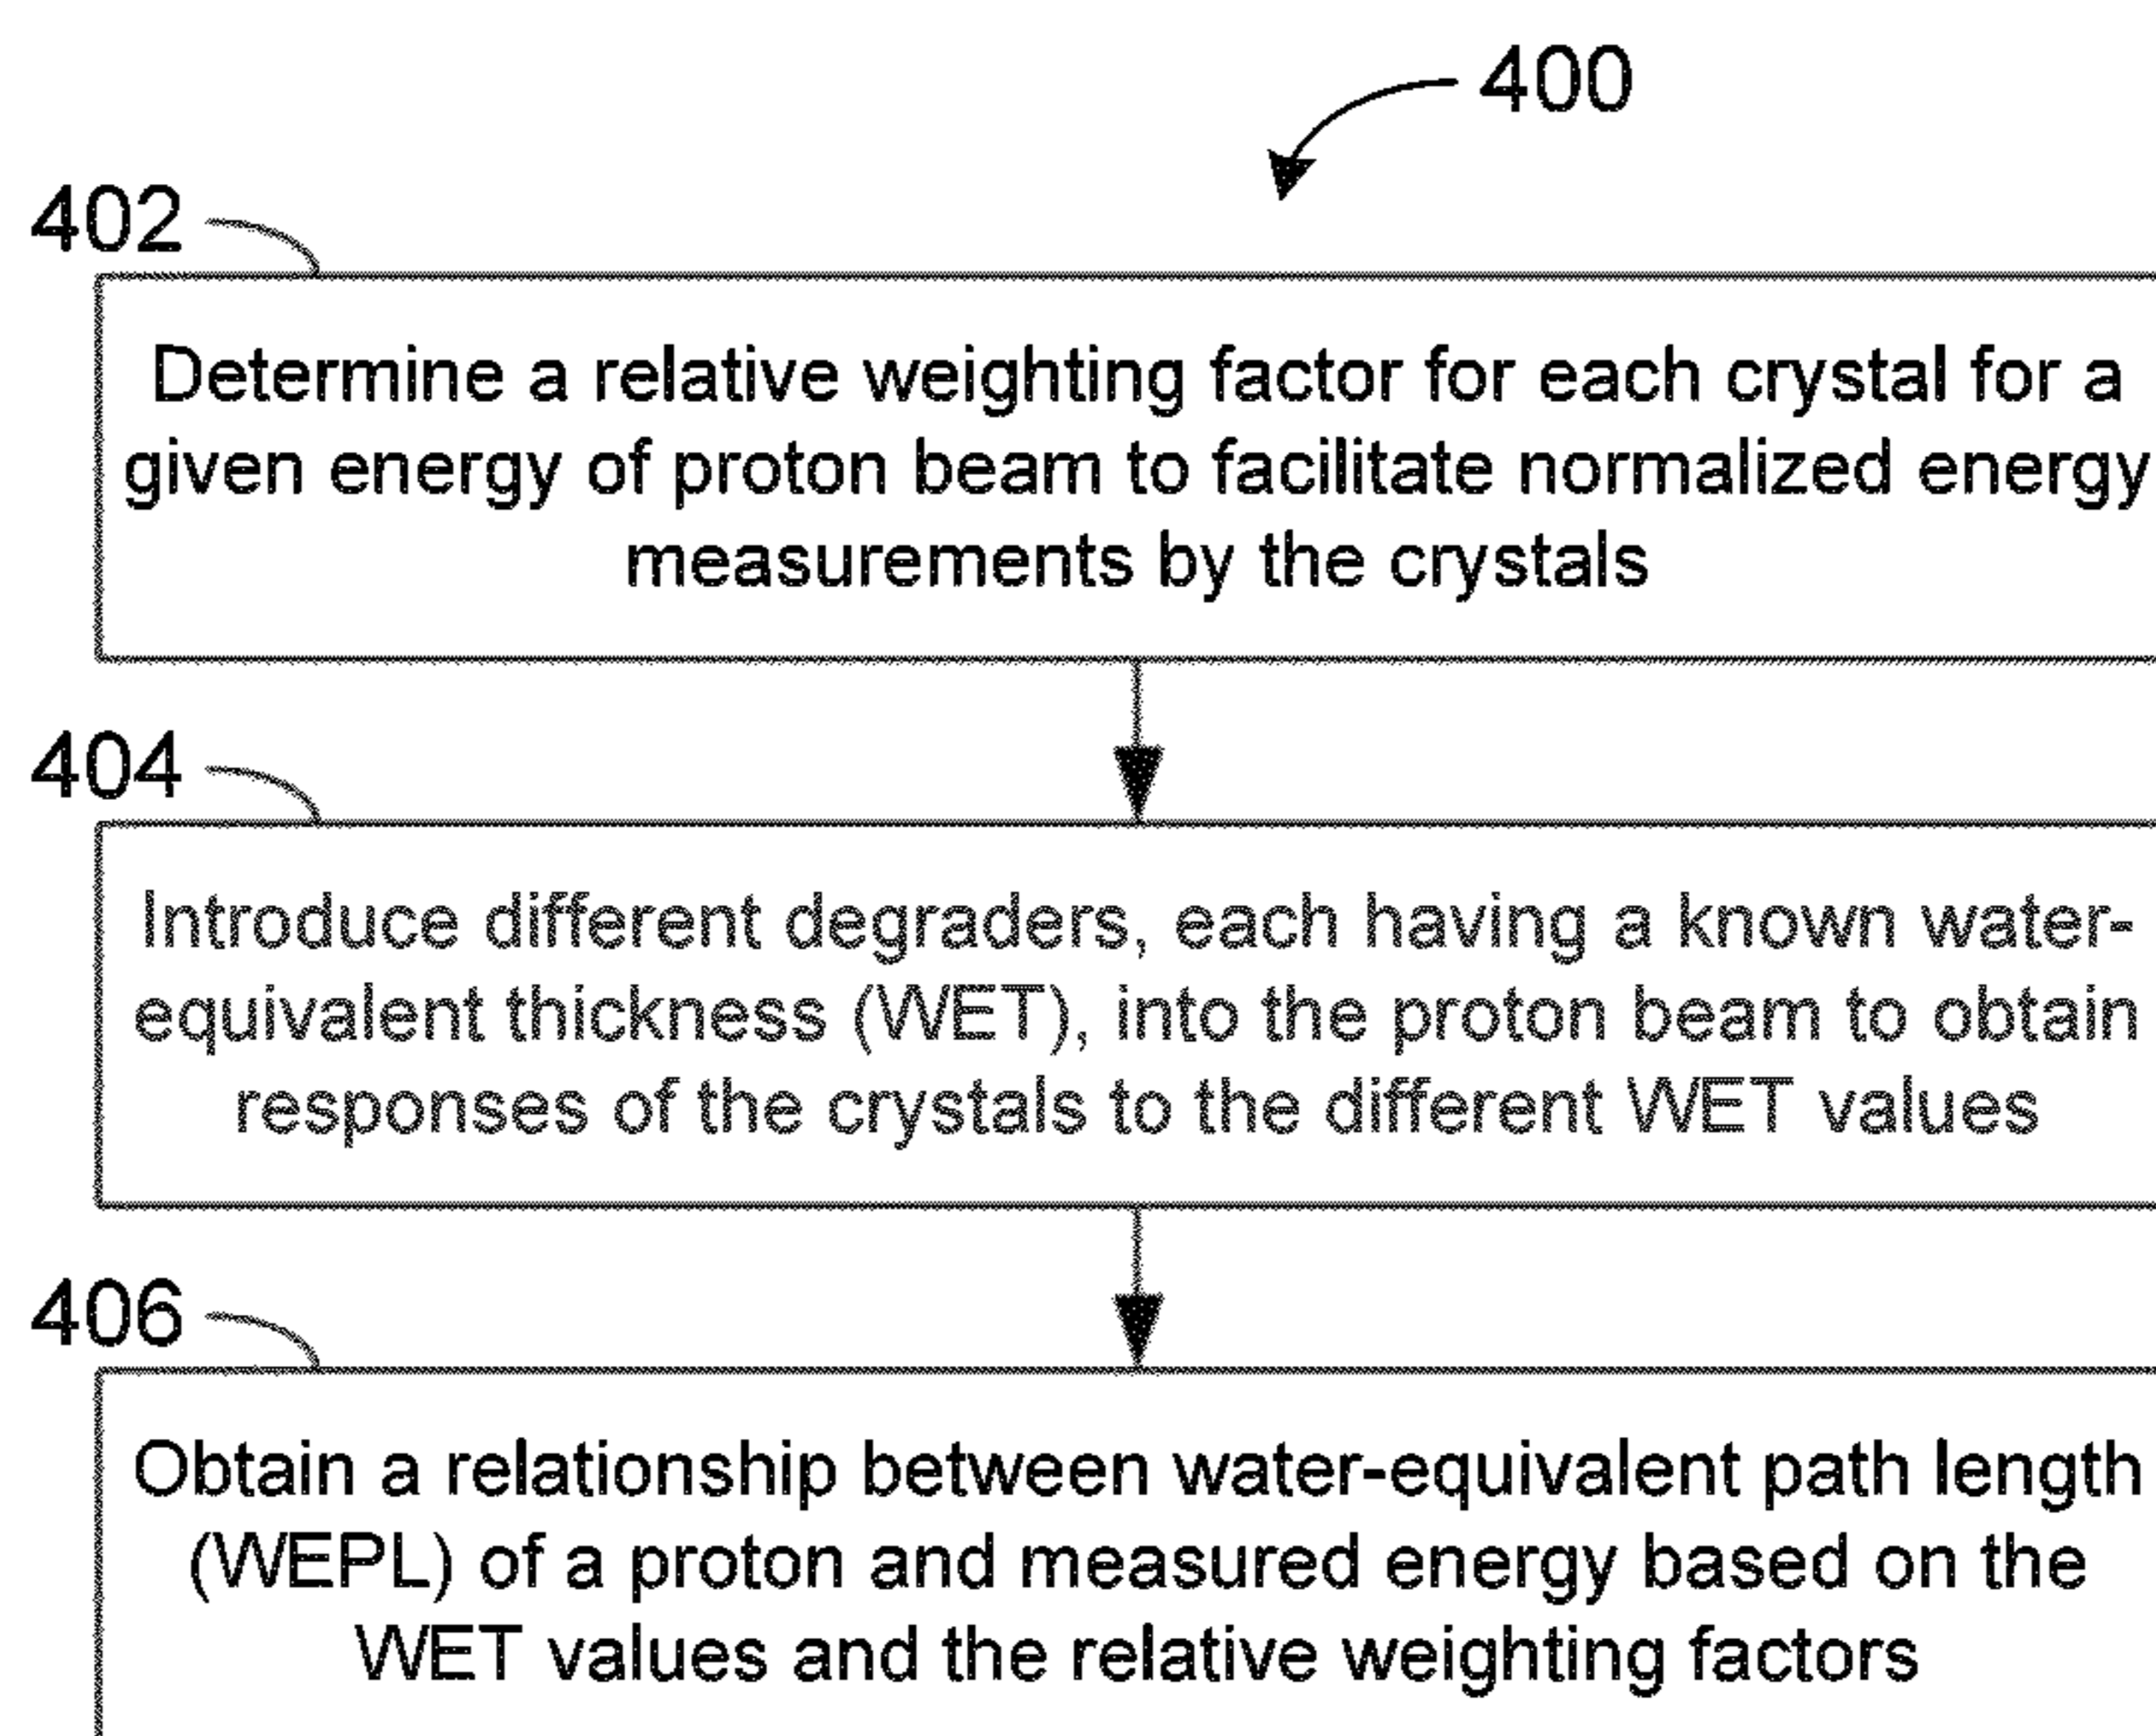 400
402
Determine a relative weighting factor for each crystal for a
given energy of proton beam to facilitate normalized energy
measurements by the crystals
404
Introduce different degraders, each having a known water-
equivalent thickness (WET), into the proton beam to obtain
responses of the crystals to the different WET values
406
Obtain a relationship between water-equivalent path length
(WEPL) of a proton and measured energy based on the
WET values and the relative weighting factors